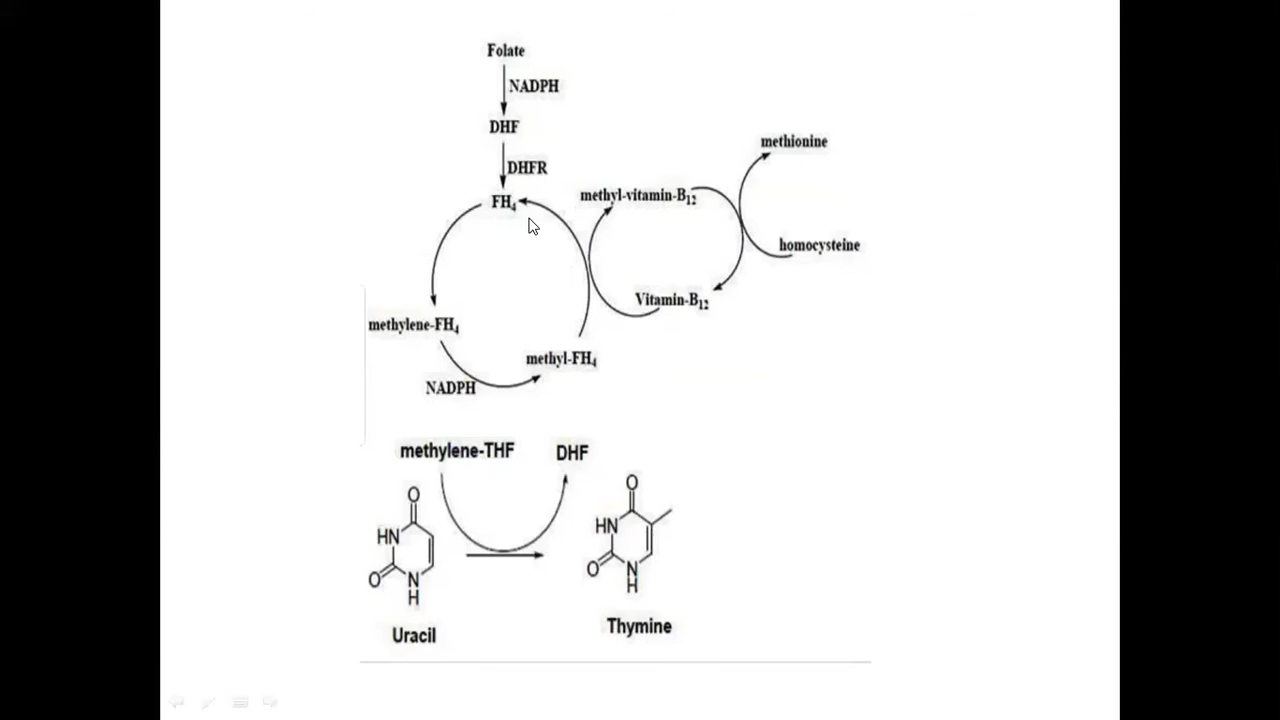 Folate
NADPH
DHF
DHFR
FH4
methionine
methyl-vitamin-B12
homocysteine
Vitamin-B12
methylene-FH4
methyl-FH4
NADPH
methylene-THF
DHF
O
HN
O
N
H
O
HN
O
N
H
Uracil
Thymine